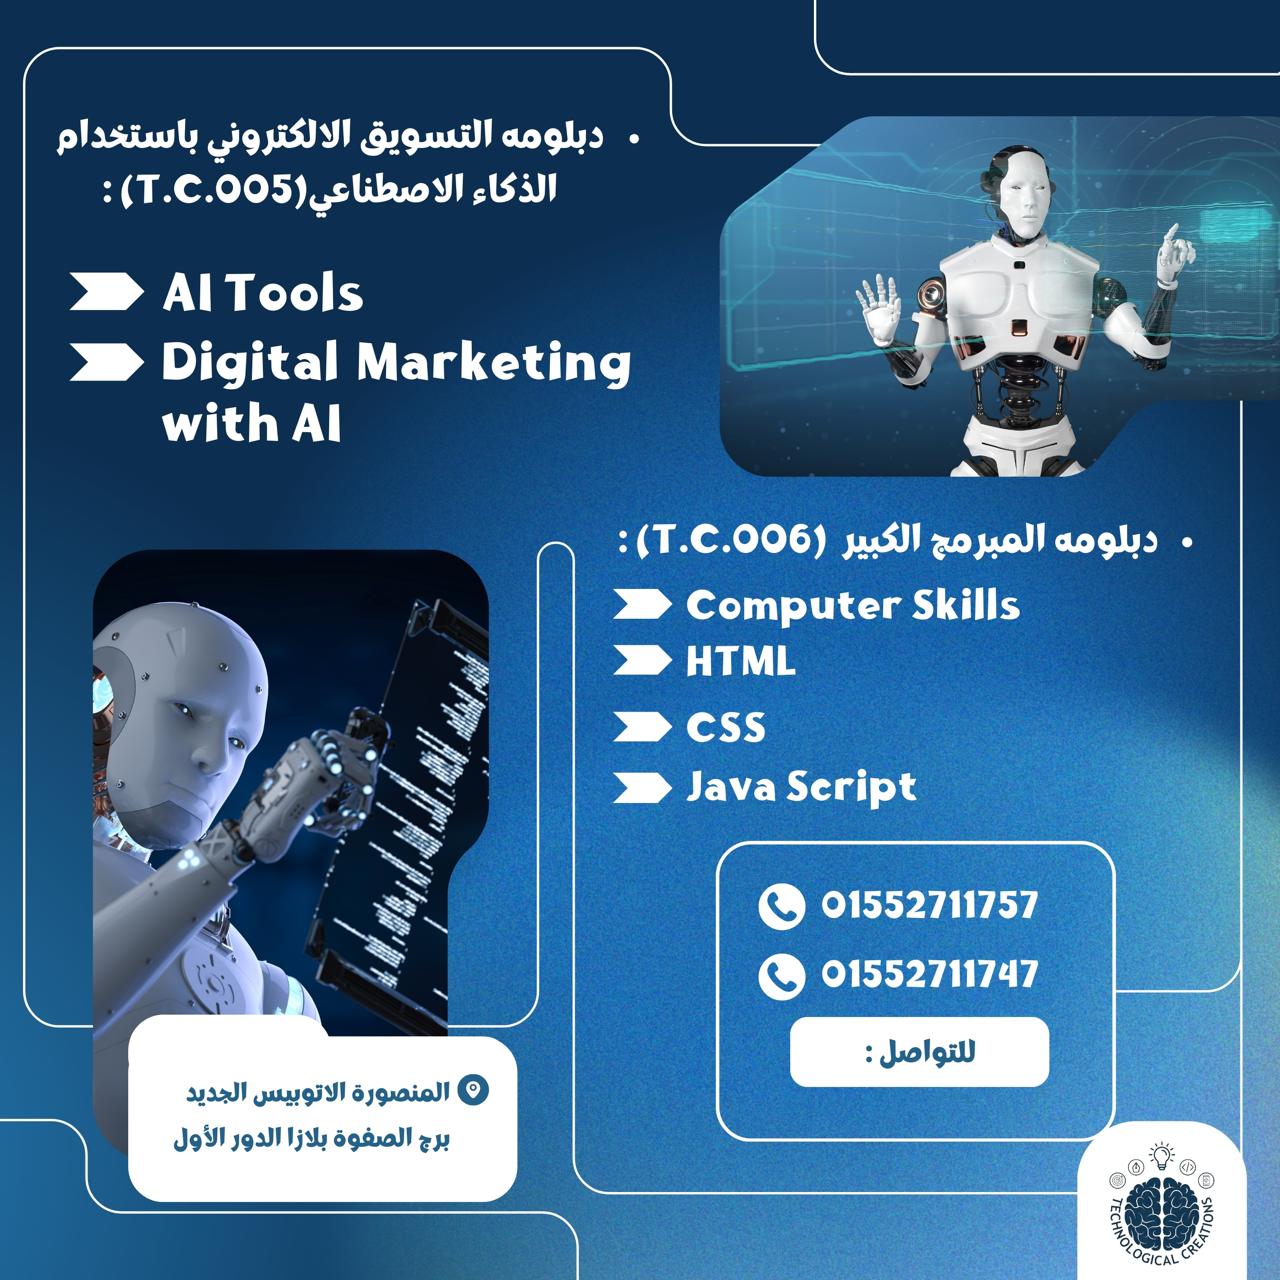 • دبلومه التسويق الالكتروني باستخدام
الذكاء الاصطناعي(T.C.005) :
AI Tools
Digital Marketing
with AI
• دبلومه المبرمج الكبير (T.C.006) :
Computer Skills
HTML
CSS
Java Script
01552711757
01552711747
للتواصل :
المنصورة الاتوبيس الجديد
برج الصفوة بلازا الدور الأول
TECHNOLOGICAL CREATIONS